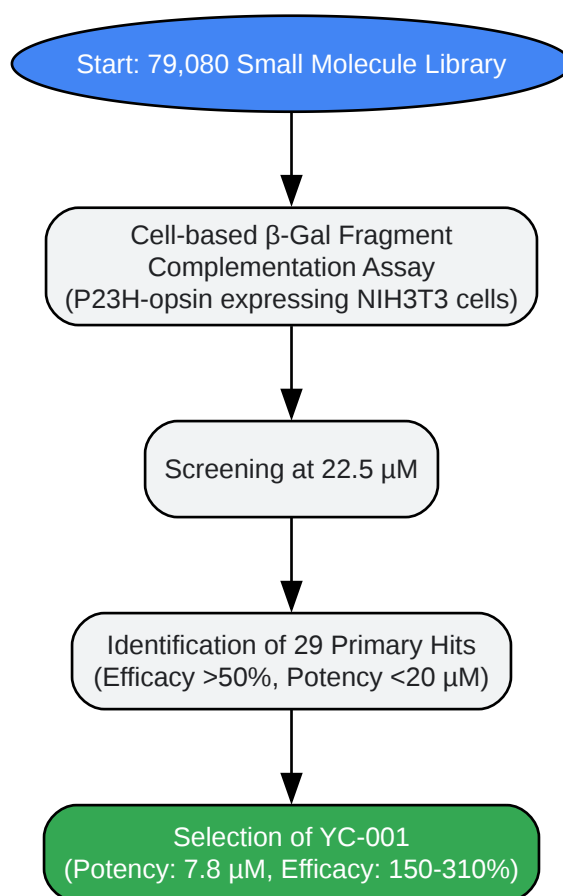 Start: 79,080 Small Molecule Library
Cell-based β-Gal Fragment
Complementation Assay
(P23H-opsin expressing NIH3T3 cells)
Screening at 22.5 µM
Identification of 29 Primary Hits
(Efficacy >50%, Potency <20 µM)
Selection of YC-001
(Potency: 7.8 µM, Efficacy: 150-310%)